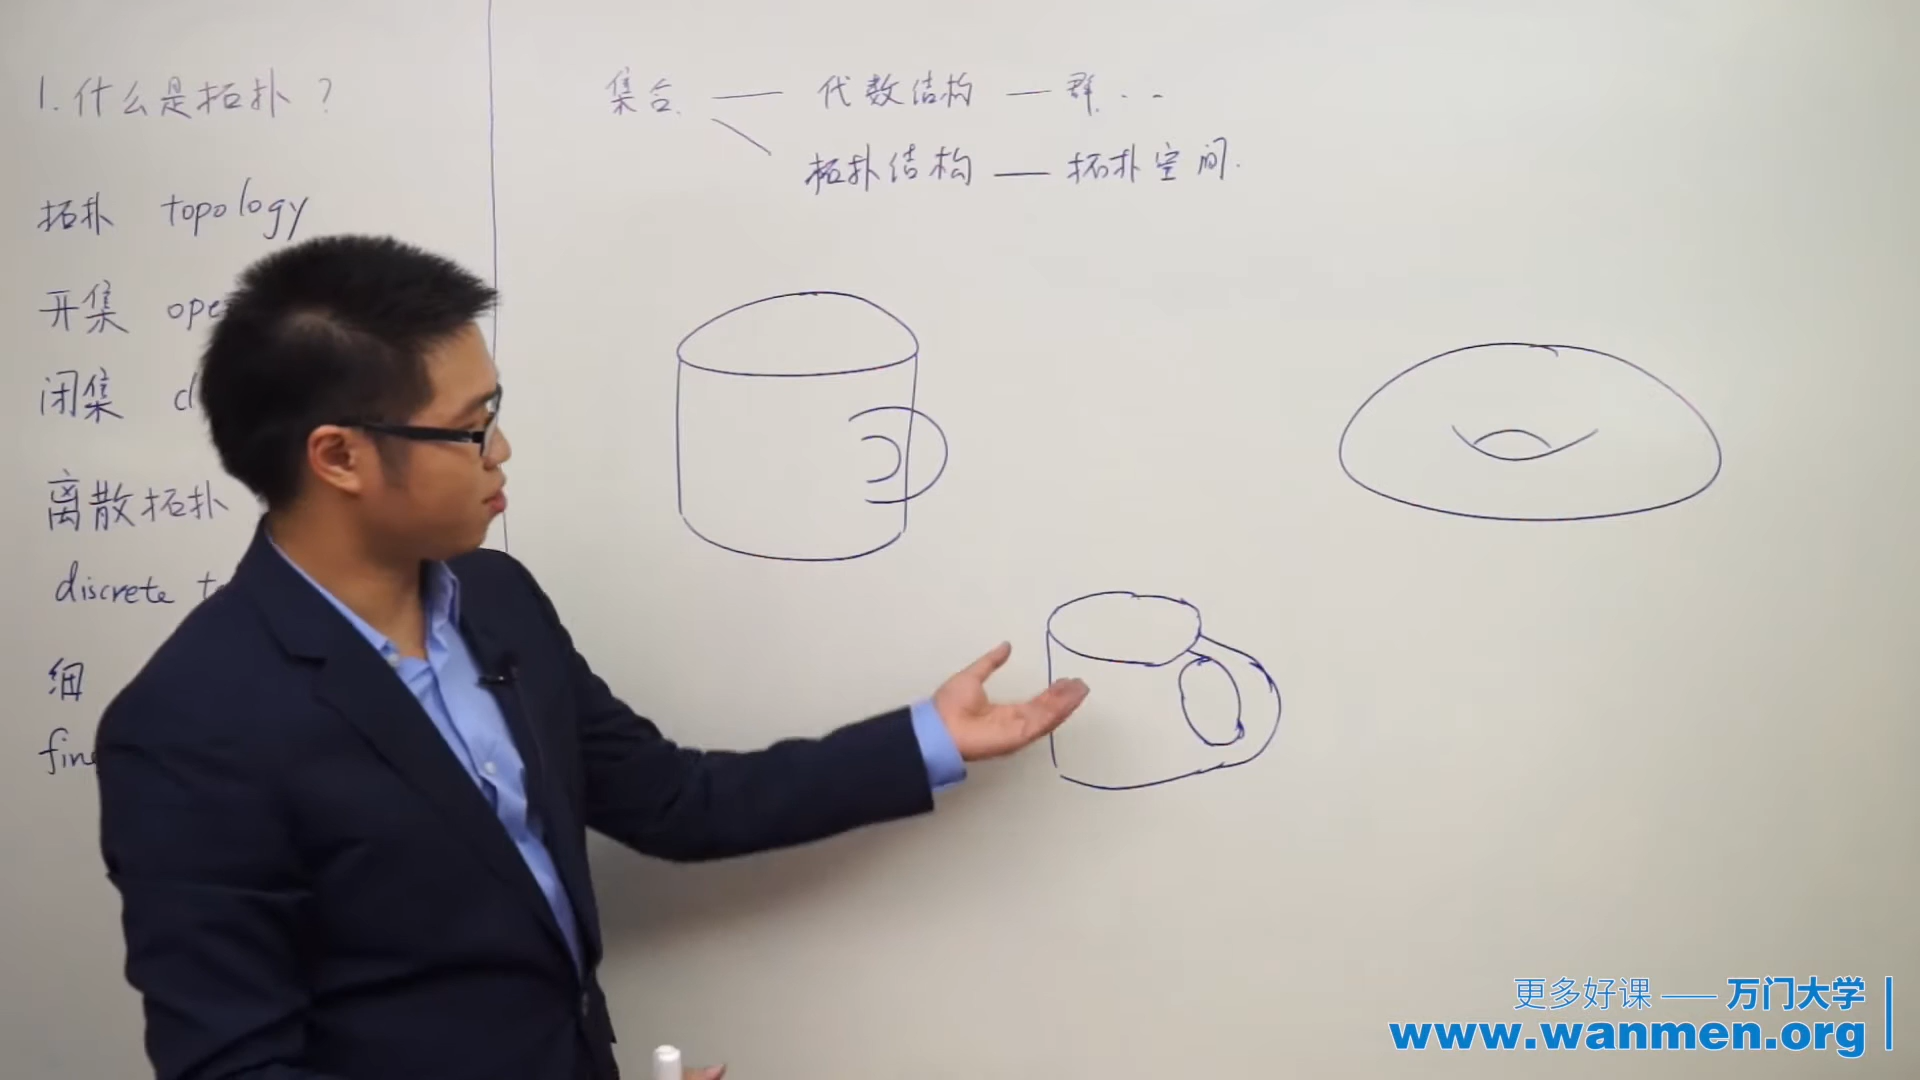 1. 什么是拓扑?
拓扑 topology
开集 ope
闭集 cl
离散拓扑
discrete t
细
fine
集合 — 代数结构 — 群...
拓扑结构 — 拓扑空间.
更多好课 —— 万门大学
www.wanmen.org